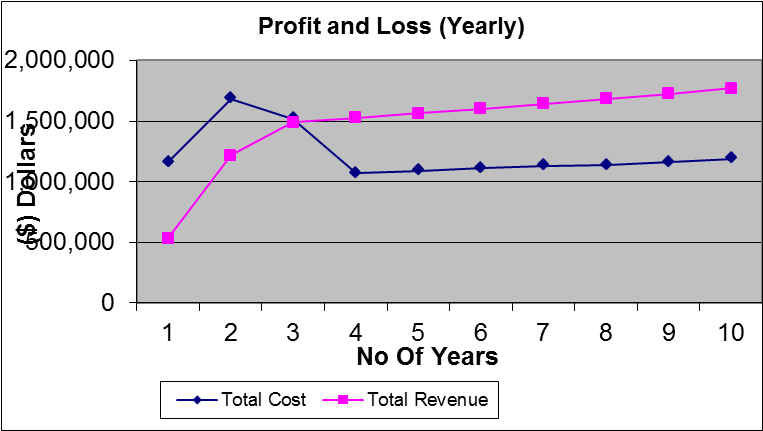 Profit and Loss (Yearly)
2,000,000
1,500,000
1,000,000
500,000
0
($) Dollars
1 2 3 4 5 6 7 8 9 10
No Of Years
Total Cost Total Revenue